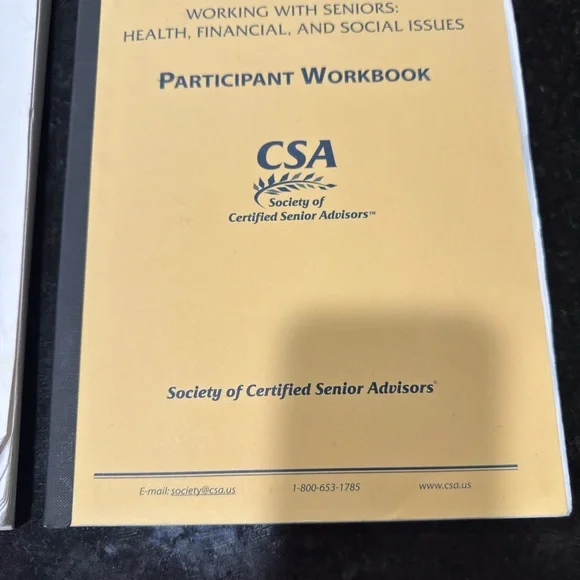 WORKING WITH SENIORS:
HEALTH, FINANCIAL, AND SOCIAL ISSUES
PARTICIPANT WORKBOOK
CSA
Society of
Certified Senior Advisors™
Society of Certified Senior Advisors®
E-mail: society@csa.us 1-800-653-1785 www.csa.us